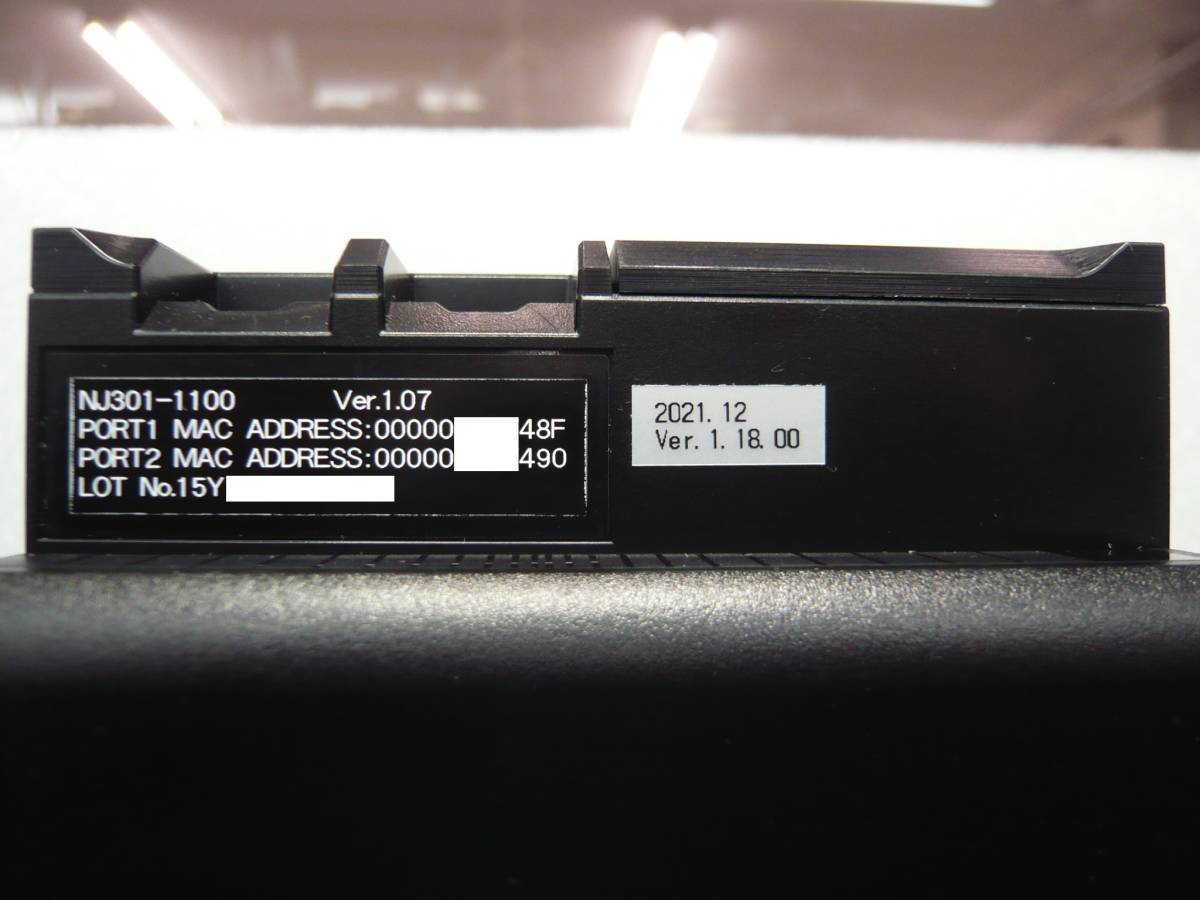 NJ301-1100 Ver.1.07
PORT1 MAC ADDRESS:00000 48F
PORT2 MAC ADDRESS:00000 490
LOT No.15Y
2021.12
Ver.1.18.00